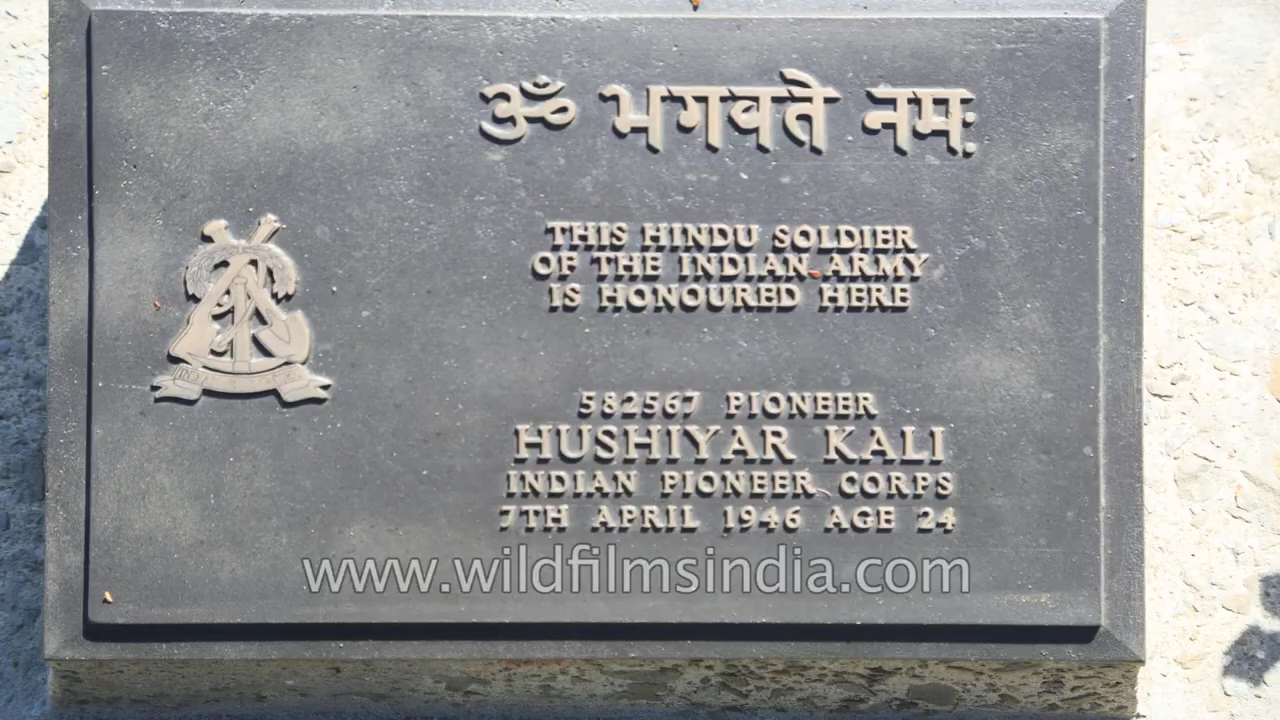 ॐ भगवते नमः
THIS HINDU SOLDIER
OF THE INDIAN ARMY
IS HONOURED HERE
582567 PIONEER
HUSHIYAR KALI
INDIAN PIONEER CORPS
7TH APRIL 1946 AGE 24
www.wildfilmsindia.com